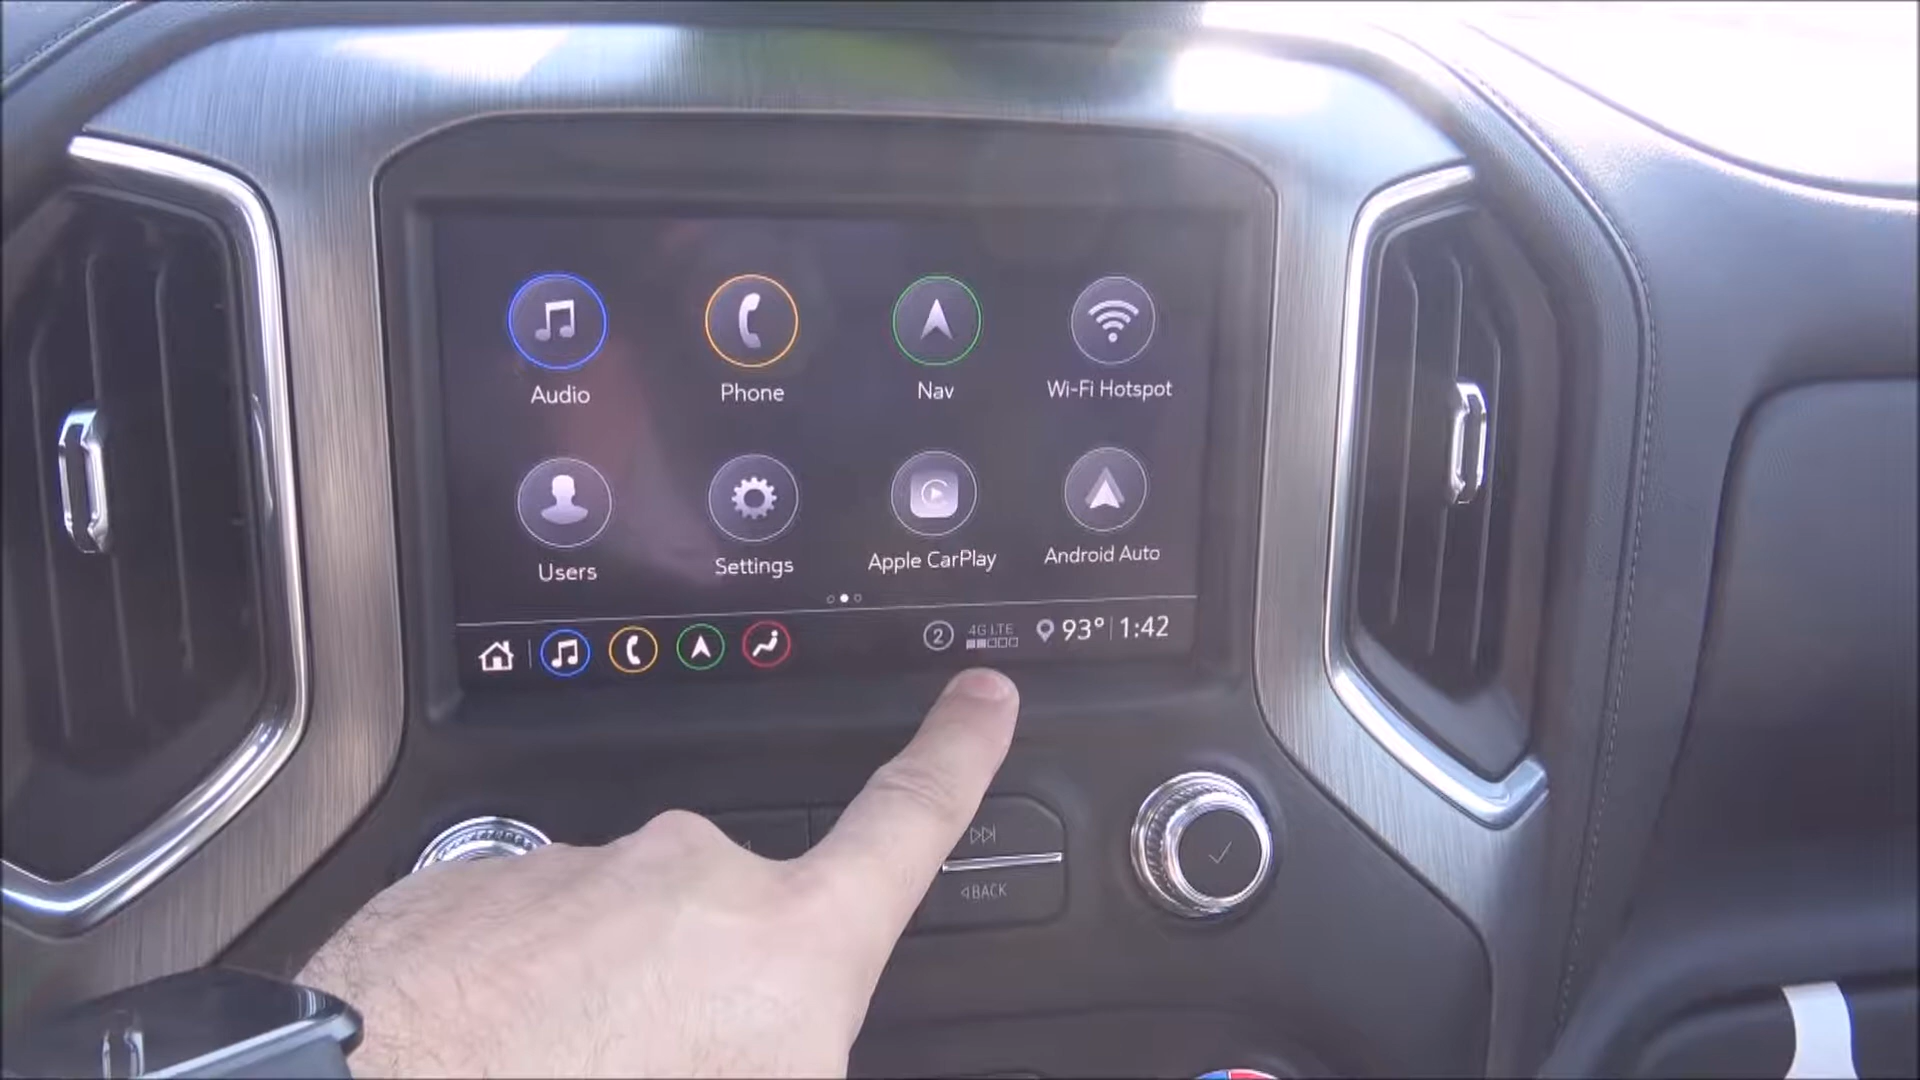 Audio
Phone
Nav
Wi-Fi Hotspot
Users
Settings
Apple CarPlay
Android Auto
2
4G LTE
93° 1:42
BACK